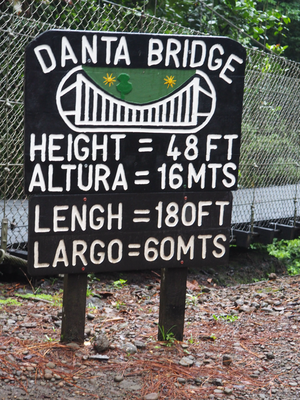 DANTA BRIDGE
HEIGHT = 48 FT
ALTURA = 16 MTS
LENGH = 180 FT
LARGO = 60 MTS